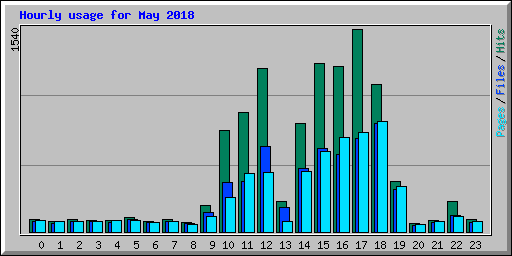 Hourly usage for May 2018
1540
Pages/Files/Hits
0 1 2 3 4 5 6 7 8 9 10 11 12 13 14 15 16 17 18 19 20 21 22 23